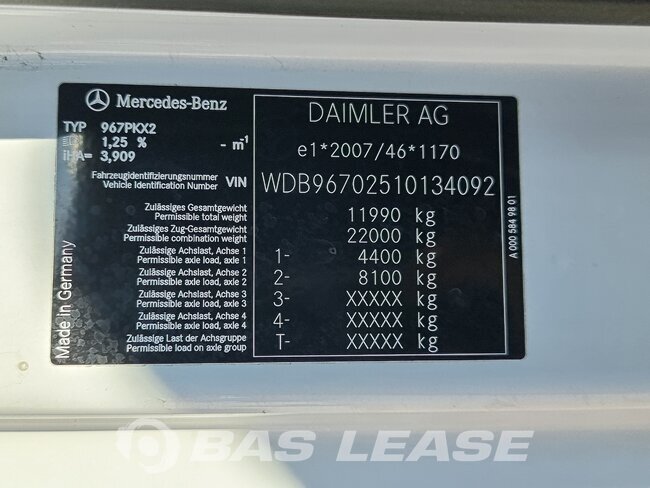 Mercedes-Benz
DAIMLER AG
TYP 967PKX2
1,25 % - m⁻¹
iHA= 3,909
e1*2007/46*1170
Fahrzeugidentifizierungsnummer
Vehicle Identification Number VIN WDB96702510134092
Zulässiges Gesamtgewicht
Permissible total weight 11990 kg
Zulässiges Zug-Gesamtgewicht
Permissible combination weight 22000 kg
Zulässige Achslast, Achse 1
Permissible axle load, axle 1 1- 4400 kg
Zulässige Achslast, Achse 2
Permissible axle load, axle 2 2- 8100 kg
Zulässige Achslast, Achse 3
Permissible axle load, axle 3 3- XXXXX kg
Zulässige Achslast, Achse 4
Permissible axle load, axle 4 4- XXXXX kg
Zulässige Last der Achsgruppe
Permissible load on axle group T- XXXXX kg
Made in Germany
A 000 584 98 01
BAS LEASE